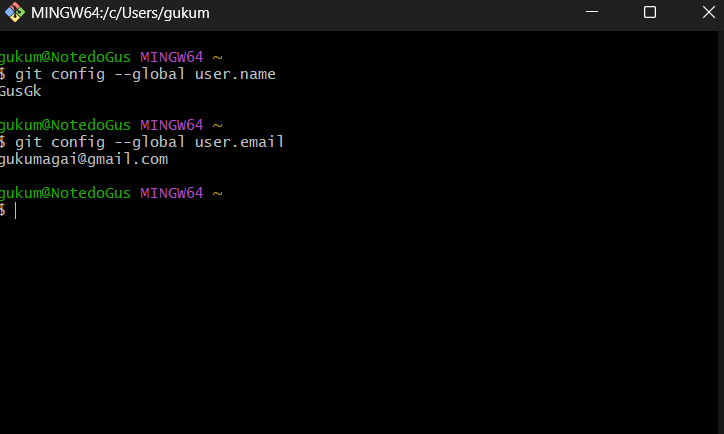 MINGW64:/c/Users/gukum
gukum@NotedoGus MINGW64 ~
$ git config --global user.name
GusGk
gukum@NotedoGus MINGW64 ~
$ git config --global user.email
gukumagai@gmail.com
gukum@NotedoGus MINGW64 ~
$